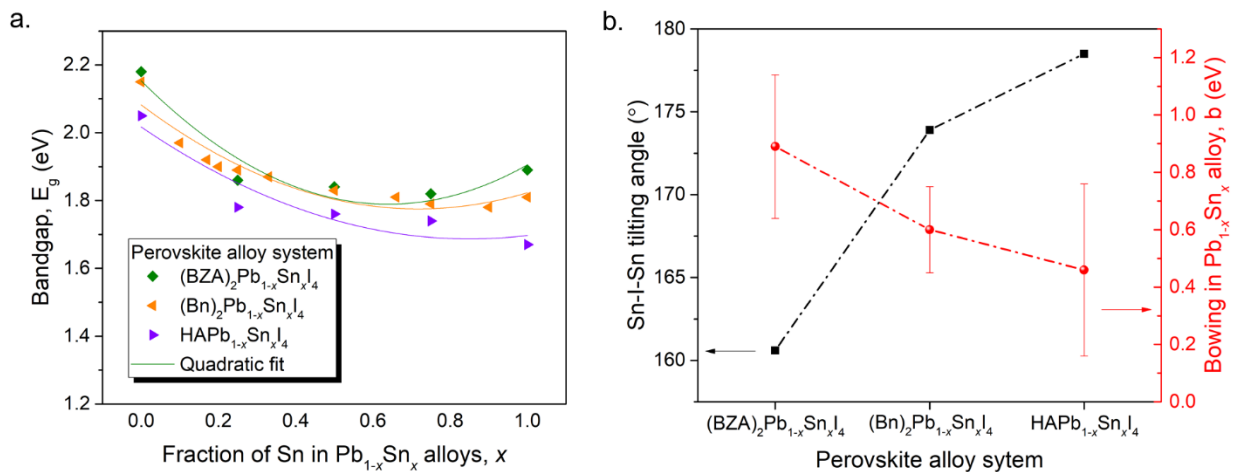 a.
Bandgap, E_g (eV)
2.2
2.0
1.8
1.6
1.4
1.2
Perovskite alloy sytem
(BZA)₂Pb₁₋ₓSnₓI₄
(Bn)₂Pb₁₋ₓSnₓI₄
HAPb₁₋ₓSnₓI₄
Quadratic fit
0.0 0.2 0.4 0.6 0.8 1.0
Fraction of Sn in Pb₁₋ₓSnₓ alloys, x
b.
Sn-I-Sn tilting angle (°)
180
175
170
165
160
1.2
1.0
0.8
0.6
0.4
0.2
0.0
Bowing in Pb₁₋ₓSnₓ alloy, b (eV)
(BZA)₂Pb₁₋ₓSnₓI₄ (Bn)₂Pb₁₋ₓSnₓI₄ HAPb₁₋ₓSnₓI₄
Perovskite alloy sytem